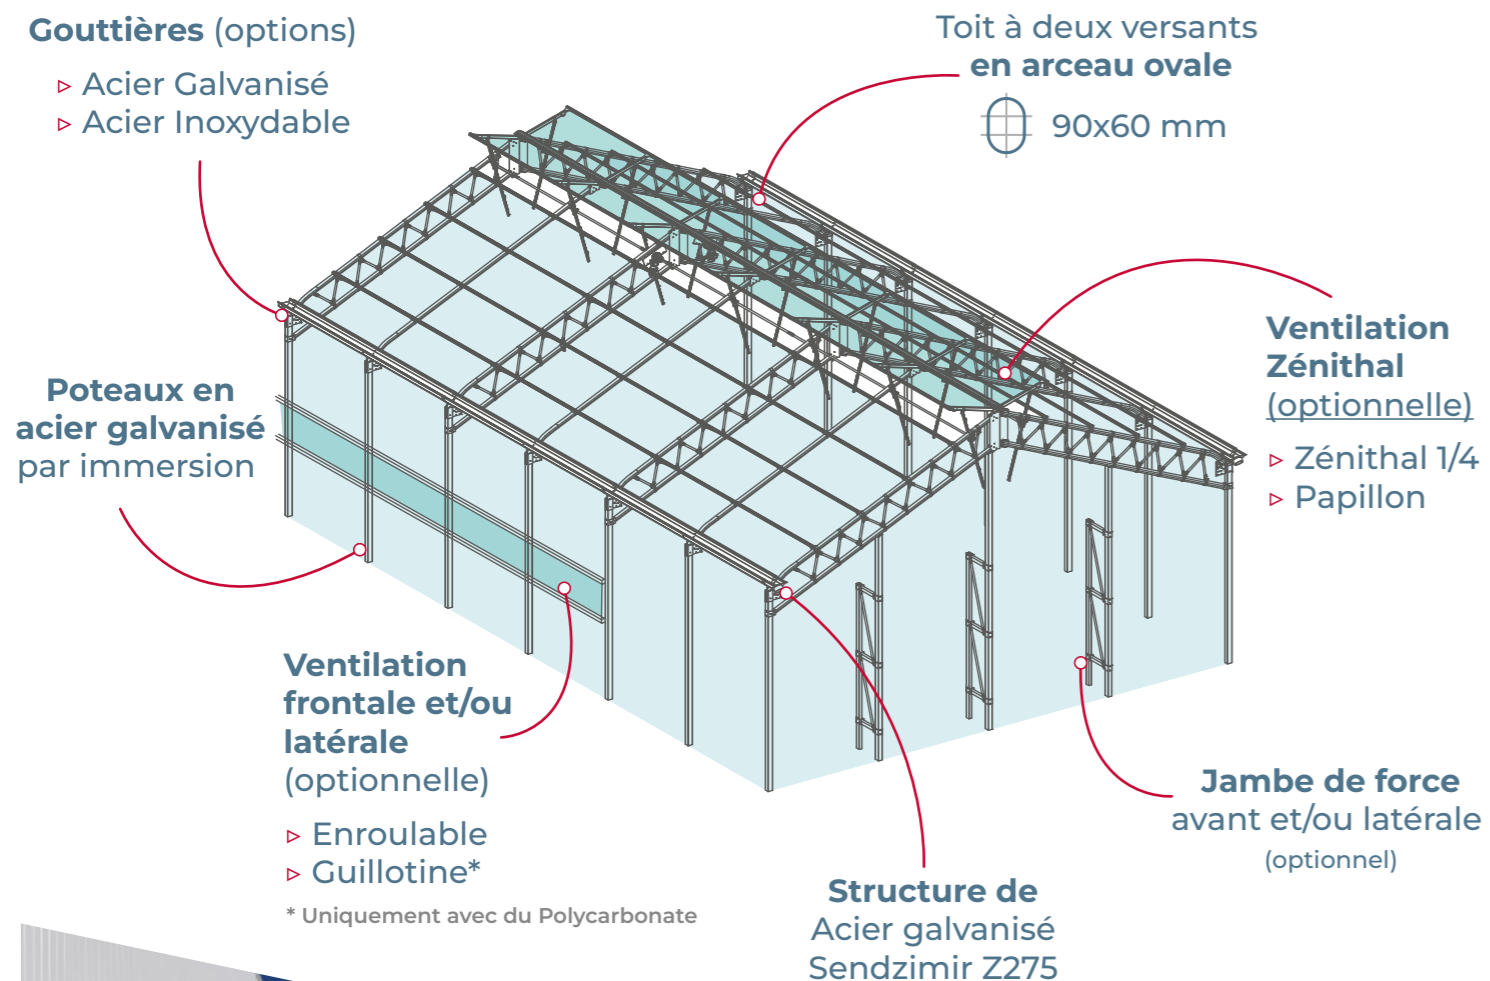 Gouttières (options)
▹ Acier Galvanisé
▹ Acier Inoxydable
Toit à deux versants
en arceau ovale
90x60 mm
Ventilation
Zénithal
(optionnelle)
▹ Zénithal 1/4
▹ Papillon
Poteaux en
acier galvanisé
par immersion
Ventilation
frontale et/ou
latérale
(optionnelle)
▹ Enroulable
▹ Guillotine*
* Uniquement avec du Polycarbonate
Structure de
Acier galvanisé
Sendzimir Z275
Jambe de force
avant et/ou latérale
(optionnel)